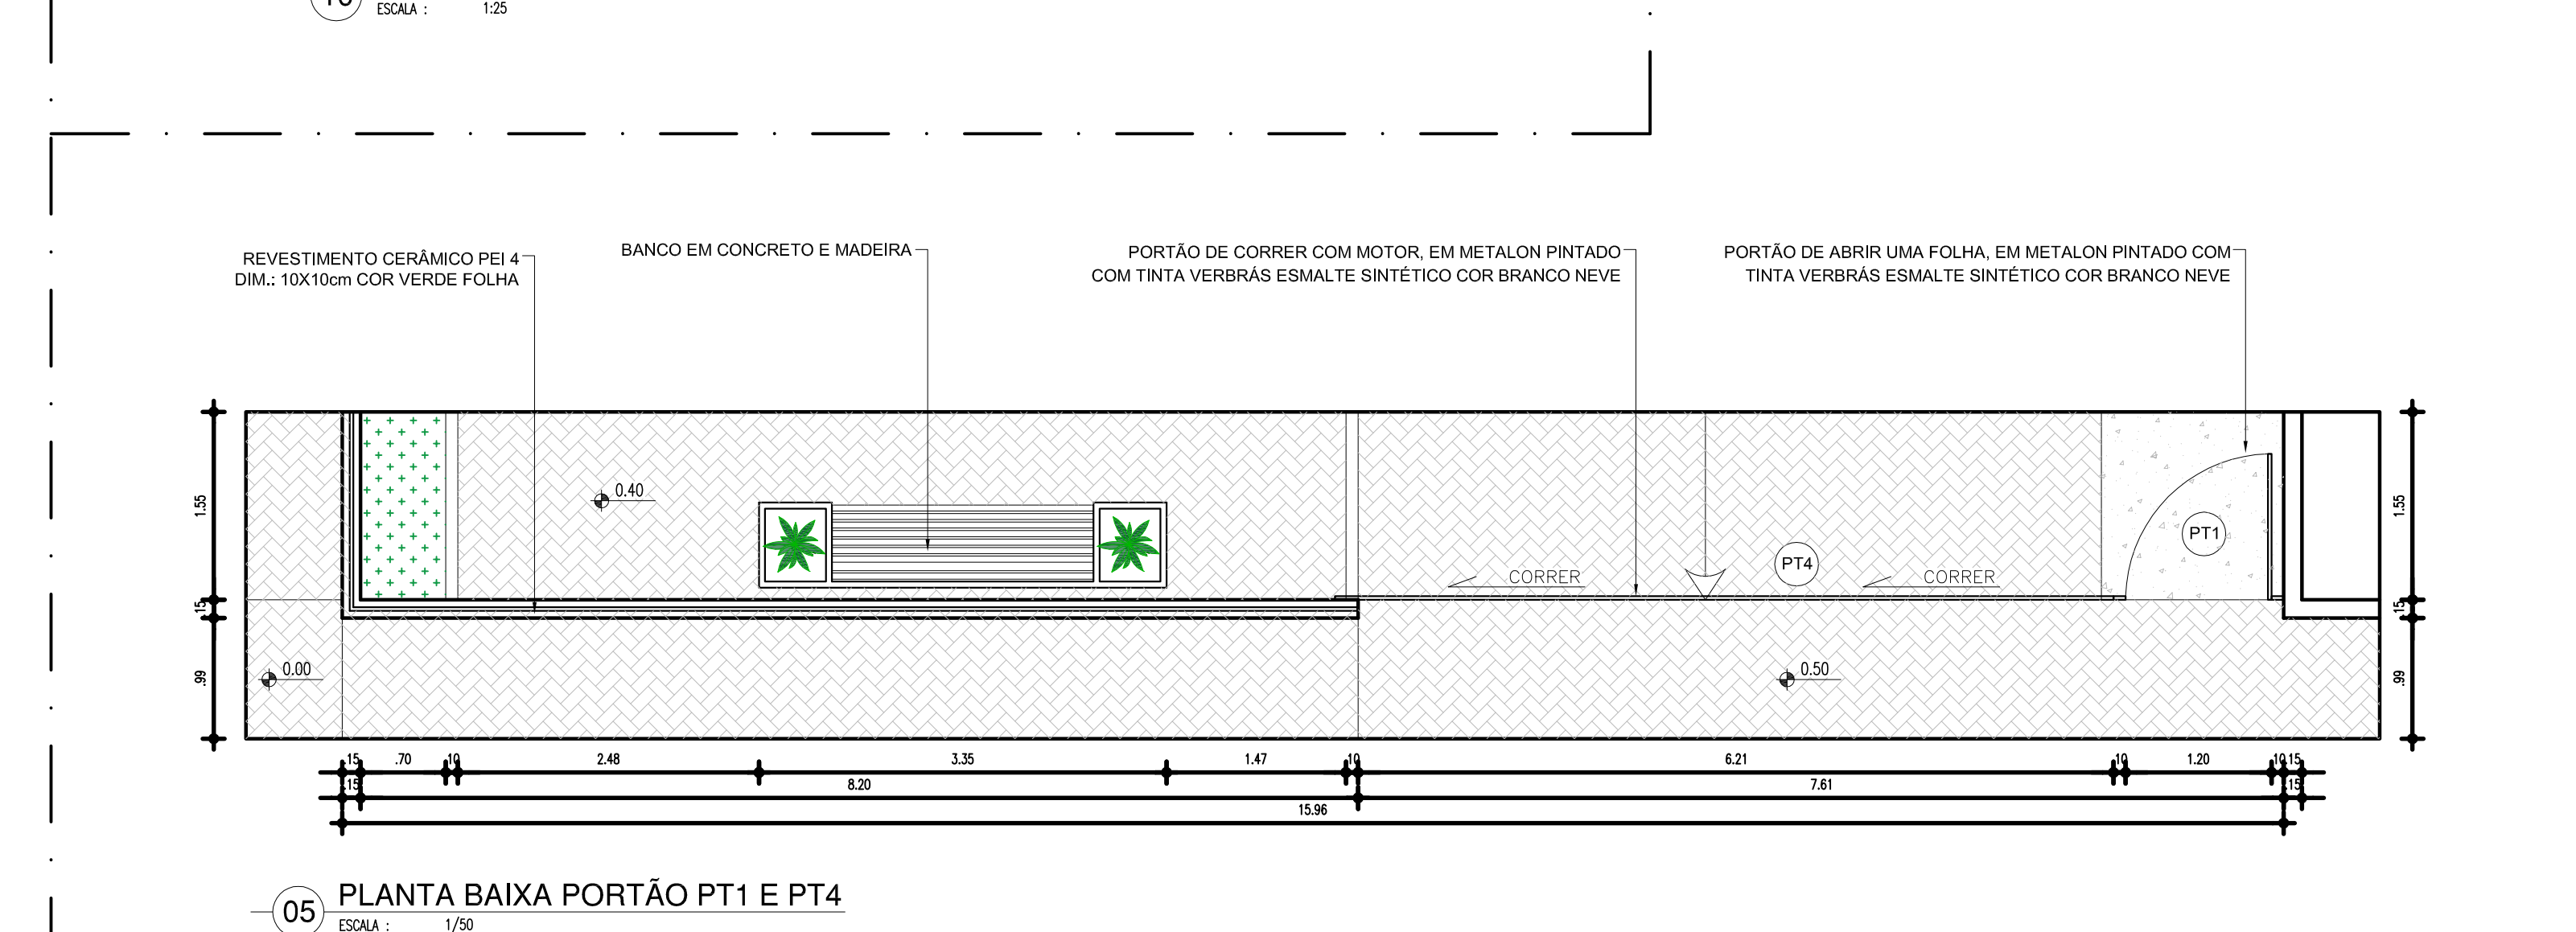 ESCALA : 1:25
REVESTIMENTO CERÂMICO PEI 4
DIM.: 10X10cm COR VERDE FOLHA
BANCO EM CONCRETO E MADEIRA
PORTÃO DE CORRER COM MOTOR, EM METALON PINTADO
COM TINTA VERBRÁS ESMALTE SINTÉTICO COR BRANCO NEVE
PORTÃO DE ABRIR UMA FOLHA, EM METALON PINTADO COM
TINTA VERBRÁS ESMALTE SINTÉTICO COR BRANCO NEVE
1.55
.15
.99
0.40
0.00
0.50
CORRER
PT4
CORRER
PT1
1.55
.15
.99
.15 .70 .10 2.48 3.35 1.47 .10 6.21 .10 1.20 .10 .15
.15 8.20 7.61 .15
15.96
05 PLANTA BAIXA PORTÃO PT1 E PT4
ESCALA : 1/50